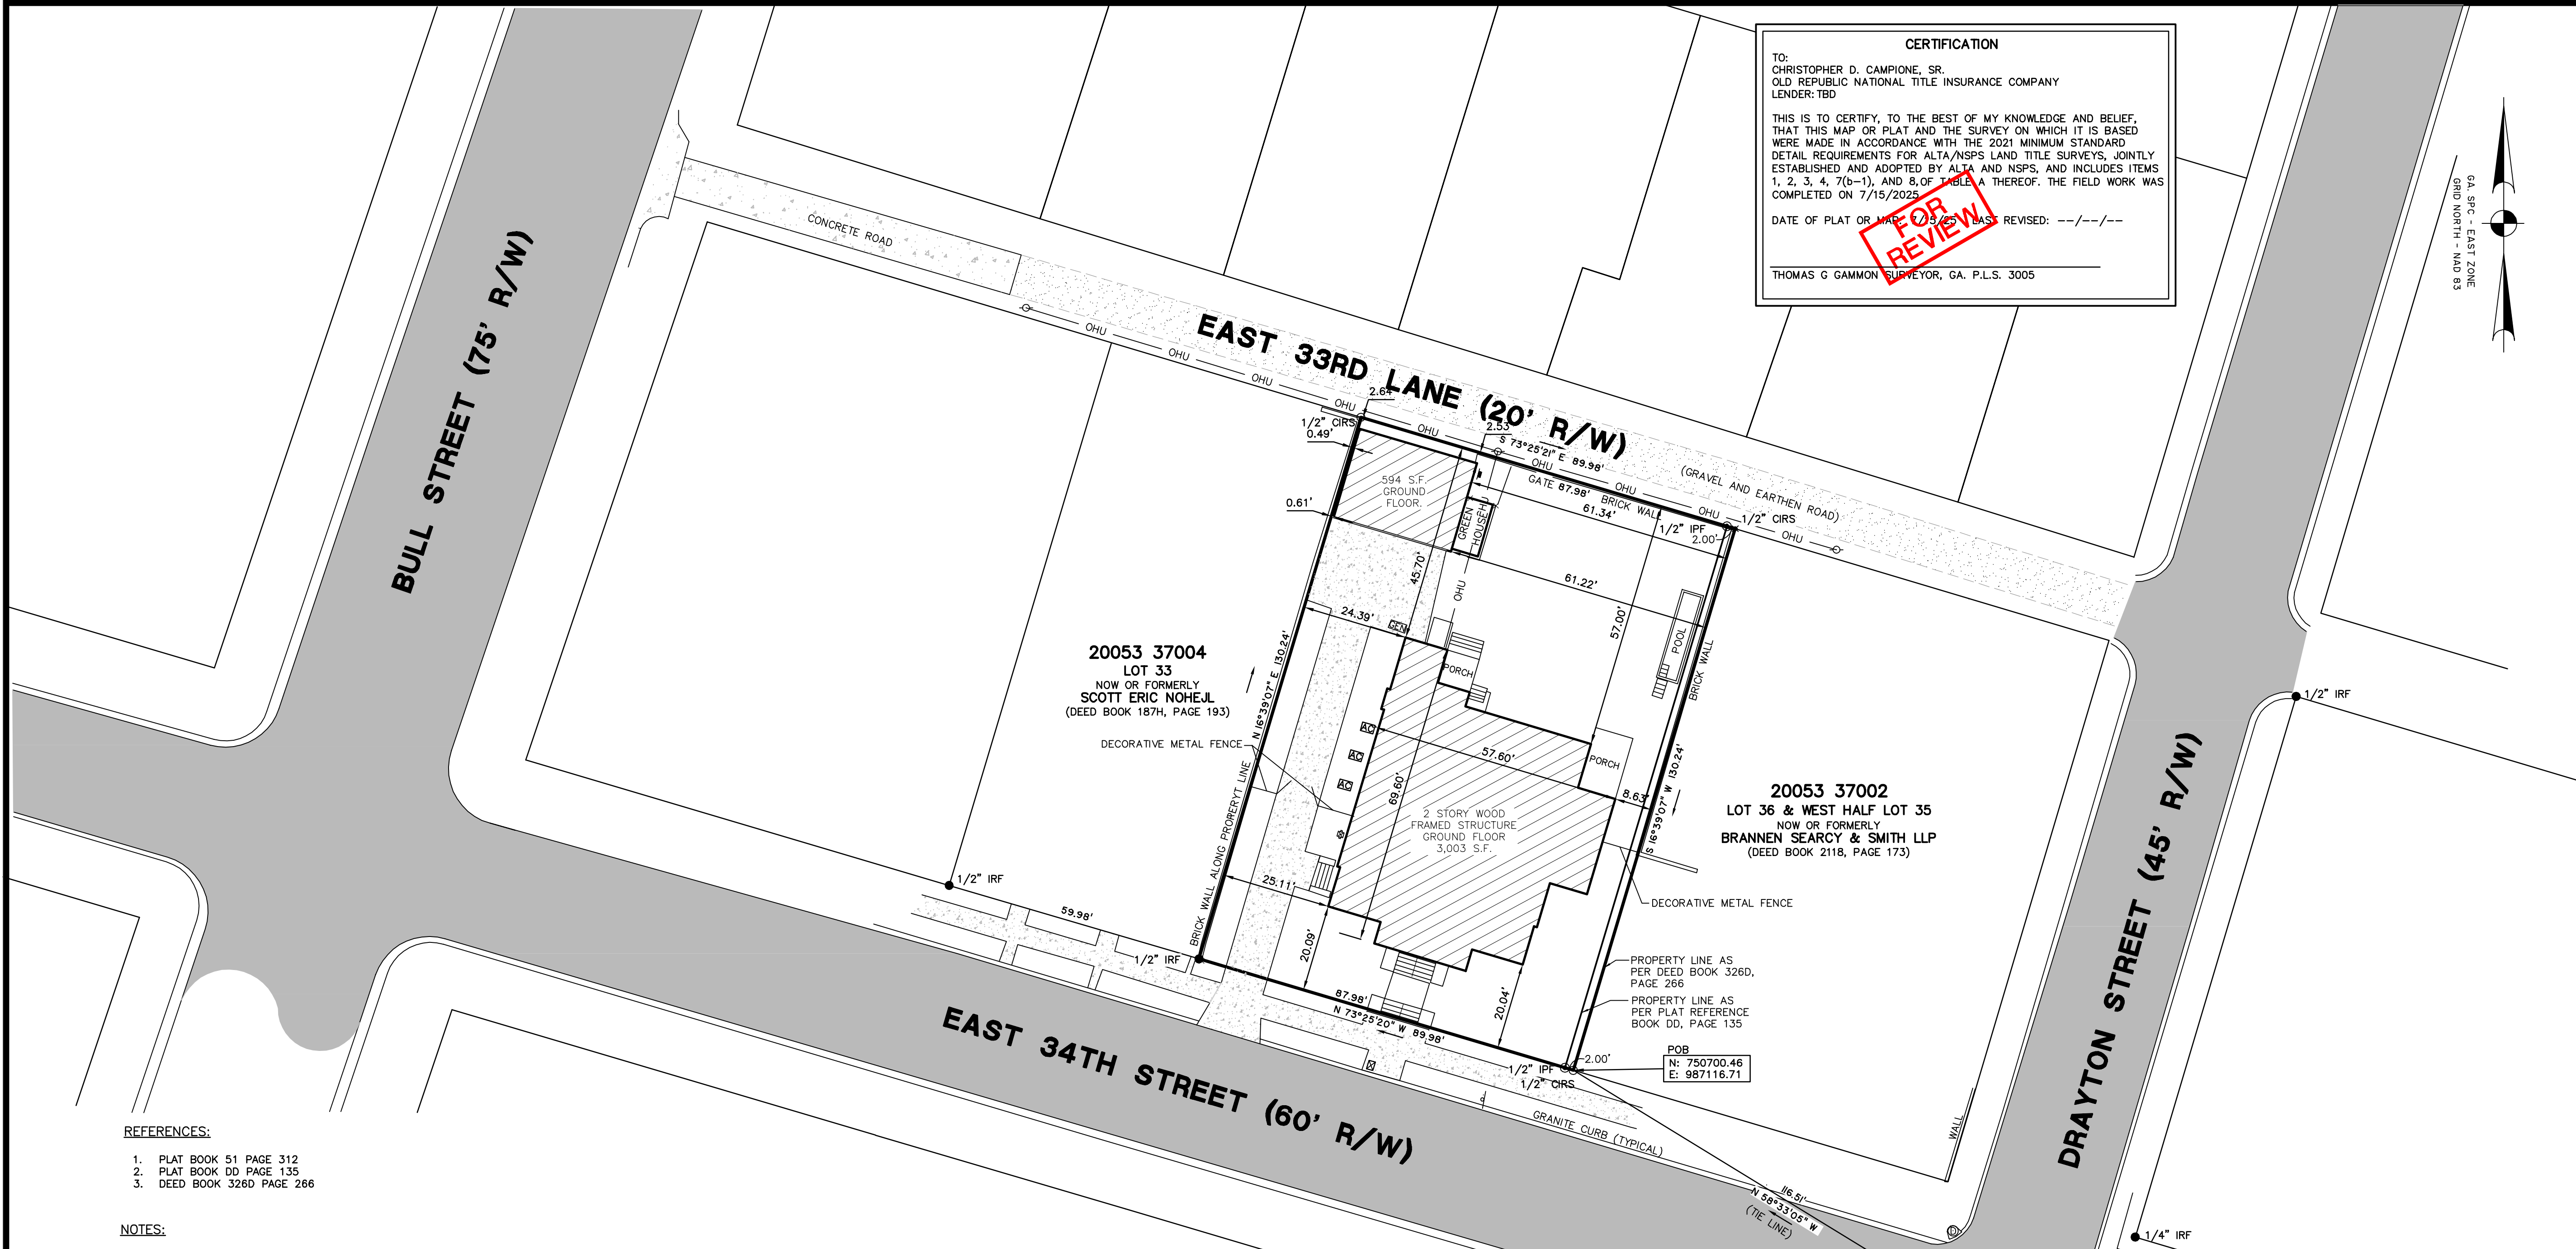 CERTIFICATION
TO:
CHRISTOPHER D. CAMPIONE, SR.
OLD REPUBLIC NATIONAL TITLE INSURANCE COMPANY
LENDER: TBD
THIS IS TO CERTIFY, TO THE BEST OF MY KNOWLEDGE AND BELIEF,
THAT THIS MAP OR PLAT AND THE SURVEY ON WHICH IT IS BASED
WERE MADE IN ACCORDANCE WITH THE 2021 MINIMUM STANDARD
DETAIL REQUIREMENTS FOR ALTA/NSPS LAND TITLE SURVEYS, JOINTLY
ESTABLISHED AND ADOPTED BY ALTA AND NSPS, AND INCLUDES ITEMS
1, 2, 3, 4, 7(b-1), AND 8,OF TABLE A THEREOF. THE FIELD WORK WAS
COMPLETED ON 7/15/2025
DATE OF PLAT OR MAP: 7/15/25 LAST REVISED: --/--/--
FOR
REVIEW
THOMAS G GAMMON SURVEYOR, GA. P.L.S. 3005
GA. SPC - EAST ZONE
GRID NORTH - NAD 83
BULL STREET (75' R/W)
CONCRETE ROAD
OHU
OHU
OHU
OHU
EAST 33RD LANE (20' R/W)
2.64
1/2" CIRS
0.49'
OHU
2.53
S 73°25'21" E 89.98'
OHU
OHU
OHU
OHU
(GRAVEL AND EARTHEN ROAD)
GATE 87.98' BRICK WALL
1/2" CIRS
1/2" IPF
2.00'
594 S.F.
GROUND
FLOOR.
GREEN
HOUSE
61.34'
0.61'
61.22'
45.70'
OHU
57.00'
24.39'
GEN
POOL
BRICK WALL
PORCH
20053 37004
LOT 33
NOW OR FORMERLY
SCOTT ERIC NOHEJL
(DEED BOOK 187H, PAGE 193)
N 16°39'07" E 130.24'
DECORATIVE METAL FENCE
BRICK WALL ALONG PROPERYT LINE
AC
AC
AC
57.60'
PORCH
69.60'
8.63'
S 16°39'07" W 130.24'
2 STORY WOOD
FRAMED STRUCTURE
GROUND FLOOR
3,003 S.F.
20053 37002
LOT 36 & WEST HALF LOT 35
NOW OR FORMERLY
BRANNEN SEARCY & SMITH LLP
(DEED BOOK 2118, PAGE 173)
DRAYTON STREET (45' R/W)
1/2" IRF
1/2" IRF
59.98'
1/2" IRF
25.11'
20.09'
DECORATIVE METAL FENCE
PROPERTY LINE AS
PER DEED BOOK 326D,
PAGE 266
PROPERTY LINE AS
PER PLAT REFERENCE
BOOK DD, PAGE 135
20.04'
87.98'
N 73°25'20" W 89.98'
2.00'
1/2" IPF
1/2" CIRS
POB
N: 750700.46
E: 987116.71
EAST 34TH STREET (60' R/W)
GRANITE CURB (TYPICAL)
WALL
116.51'
N 58°33'05" W
(TIE LINE)
D
1/4" IRF
REFERENCES:
1. PLAT BOOK 51 PAGE 312
2. PLAT BOOK DD PAGE 135
3. DEED BOOK 326D PAGE 266
NOTES: